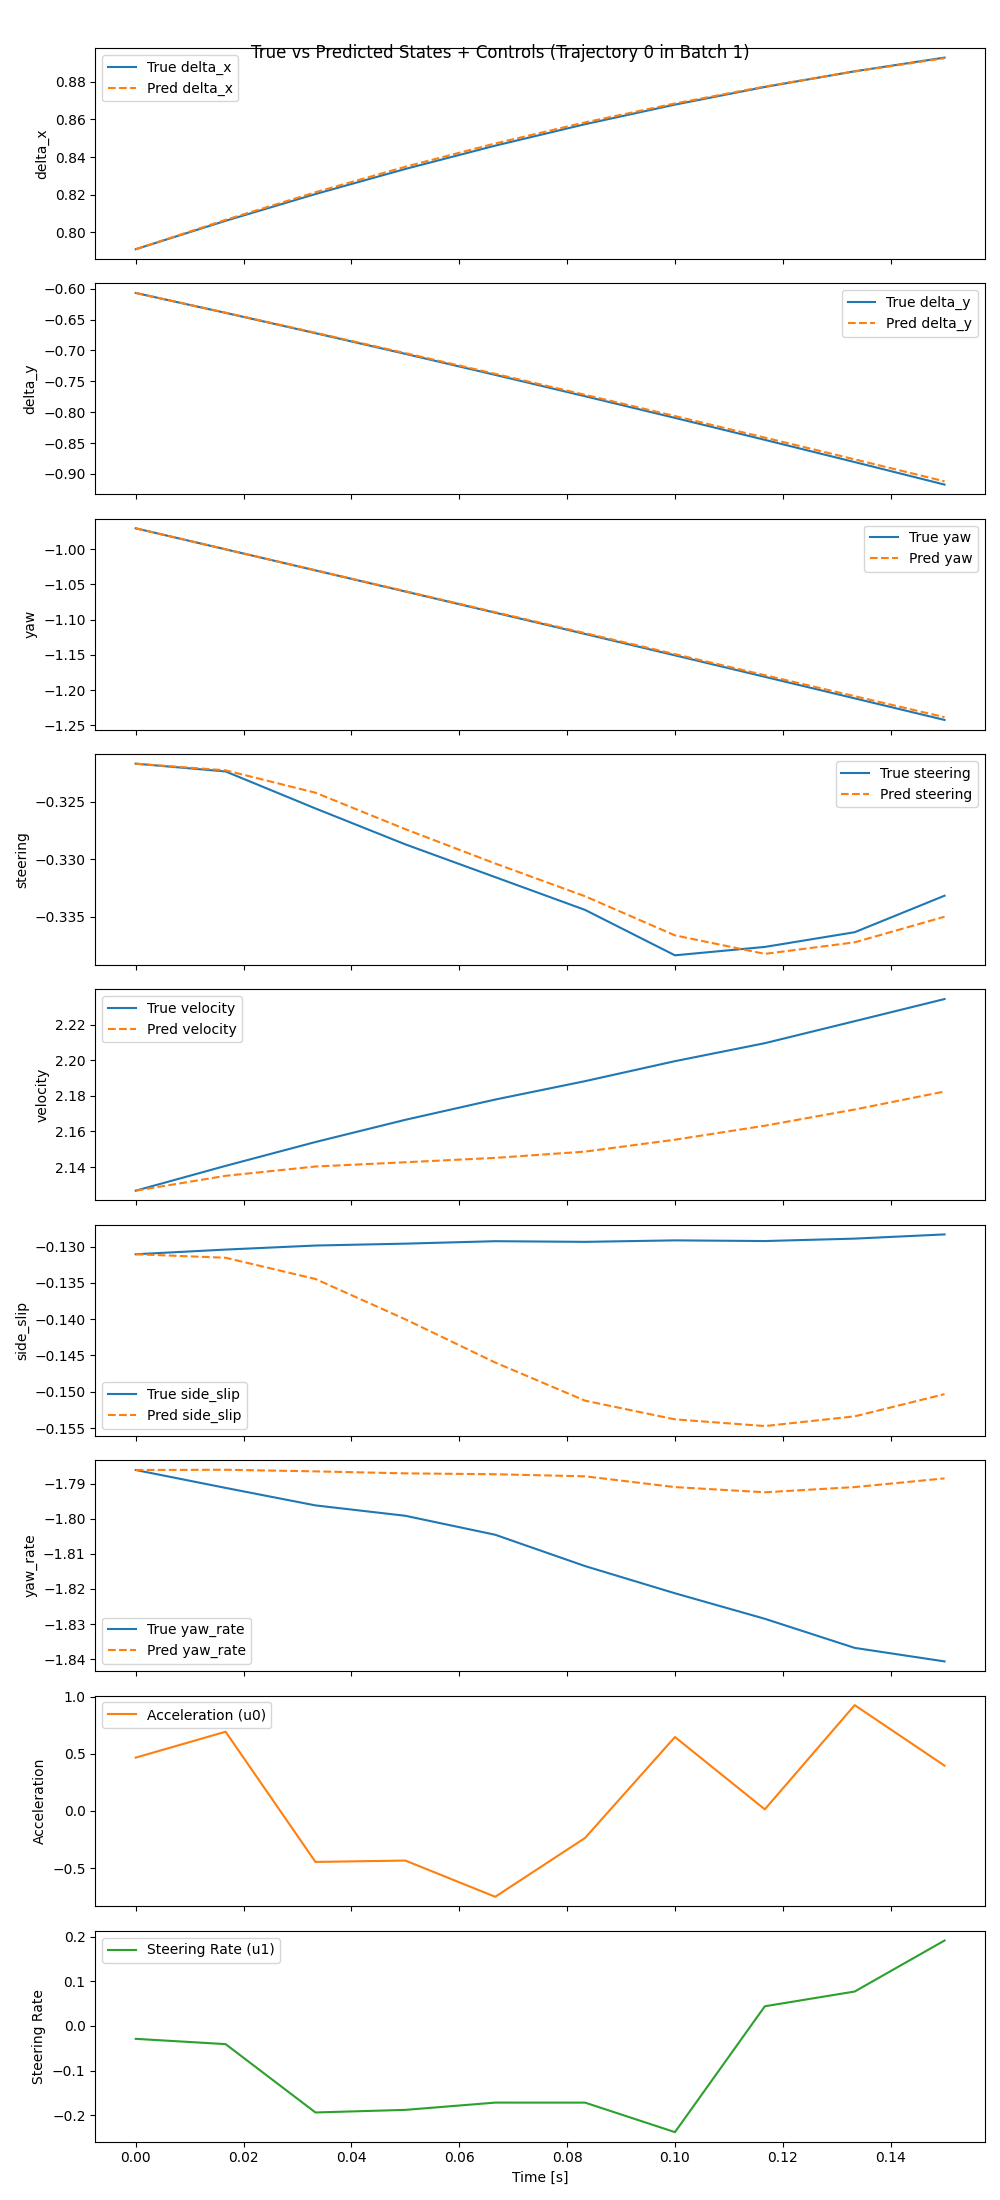 True vs Predicted States + Controls (Trajectory 0 in Batch 1)
True delta_x
Pred delta_x
delta_x
0.88
0.86
0.84
0.82
0.80
True delta_y
Pred delta_y
delta_y
−0.60
−0.65
−0.70
−0.75
−0.80
−0.85
−0.90
True yaw
Pred yaw
yaw
−1.00
−1.05
−1.10
−1.15
−1.20
−1.25
True steering
Pred steering
steering
−0.325
−0.330
−0.335
True velocity
Pred velocity
velocity
2.22
2.20
2.18
2.16
2.14
True side_slip
Pred side_slip
side_slip
−0.130
−0.135
−0.140
−0.145
−0.150
−0.155
True yaw_rate
Pred yaw_rate
yaw_rate
−1.79
−1.80
−1.81
−1.82
−1.83
−1.84
Acceleration (u0)
Acceleration
1.0
0.5
0.0
−0.5
Steering Rate (u1)
Steering Rate
0.2
0.1
0.0
−0.1
−0.2
0.00 0.02 0.04 0.06 0.08 0.10 0.12 0.14
Time [s]